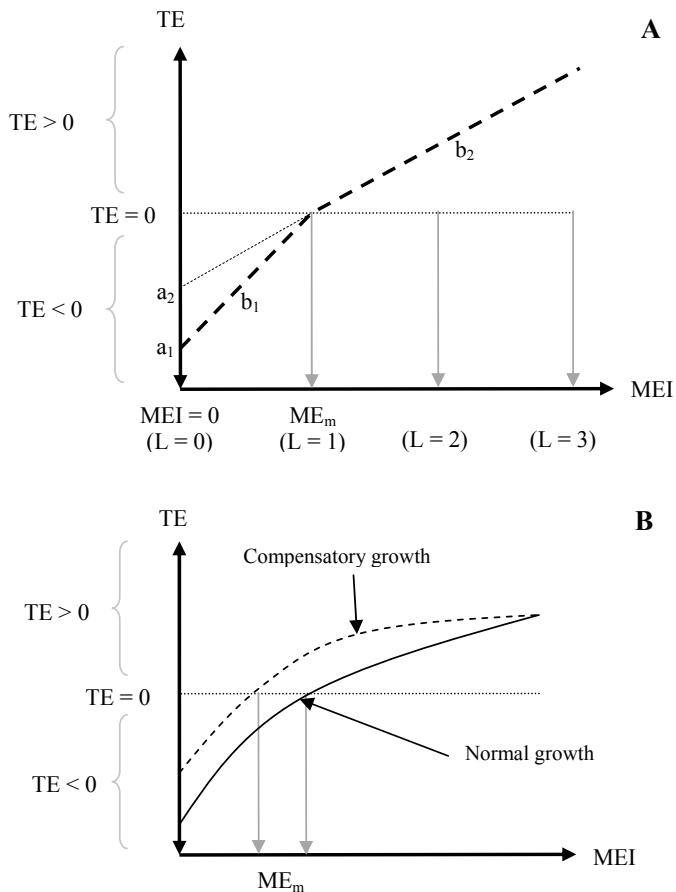 TE
A
TE > 0
b2
TE = 0
a2
TE < 0
b1
a1
MEI
MEI = 0 MEm
(L = 0) (L = 1) (L = 2) (L = 3)
TE
B
Compensatory growth
TE > 0
TE = 0
Normal growth
TE < 0
MEI
MEm